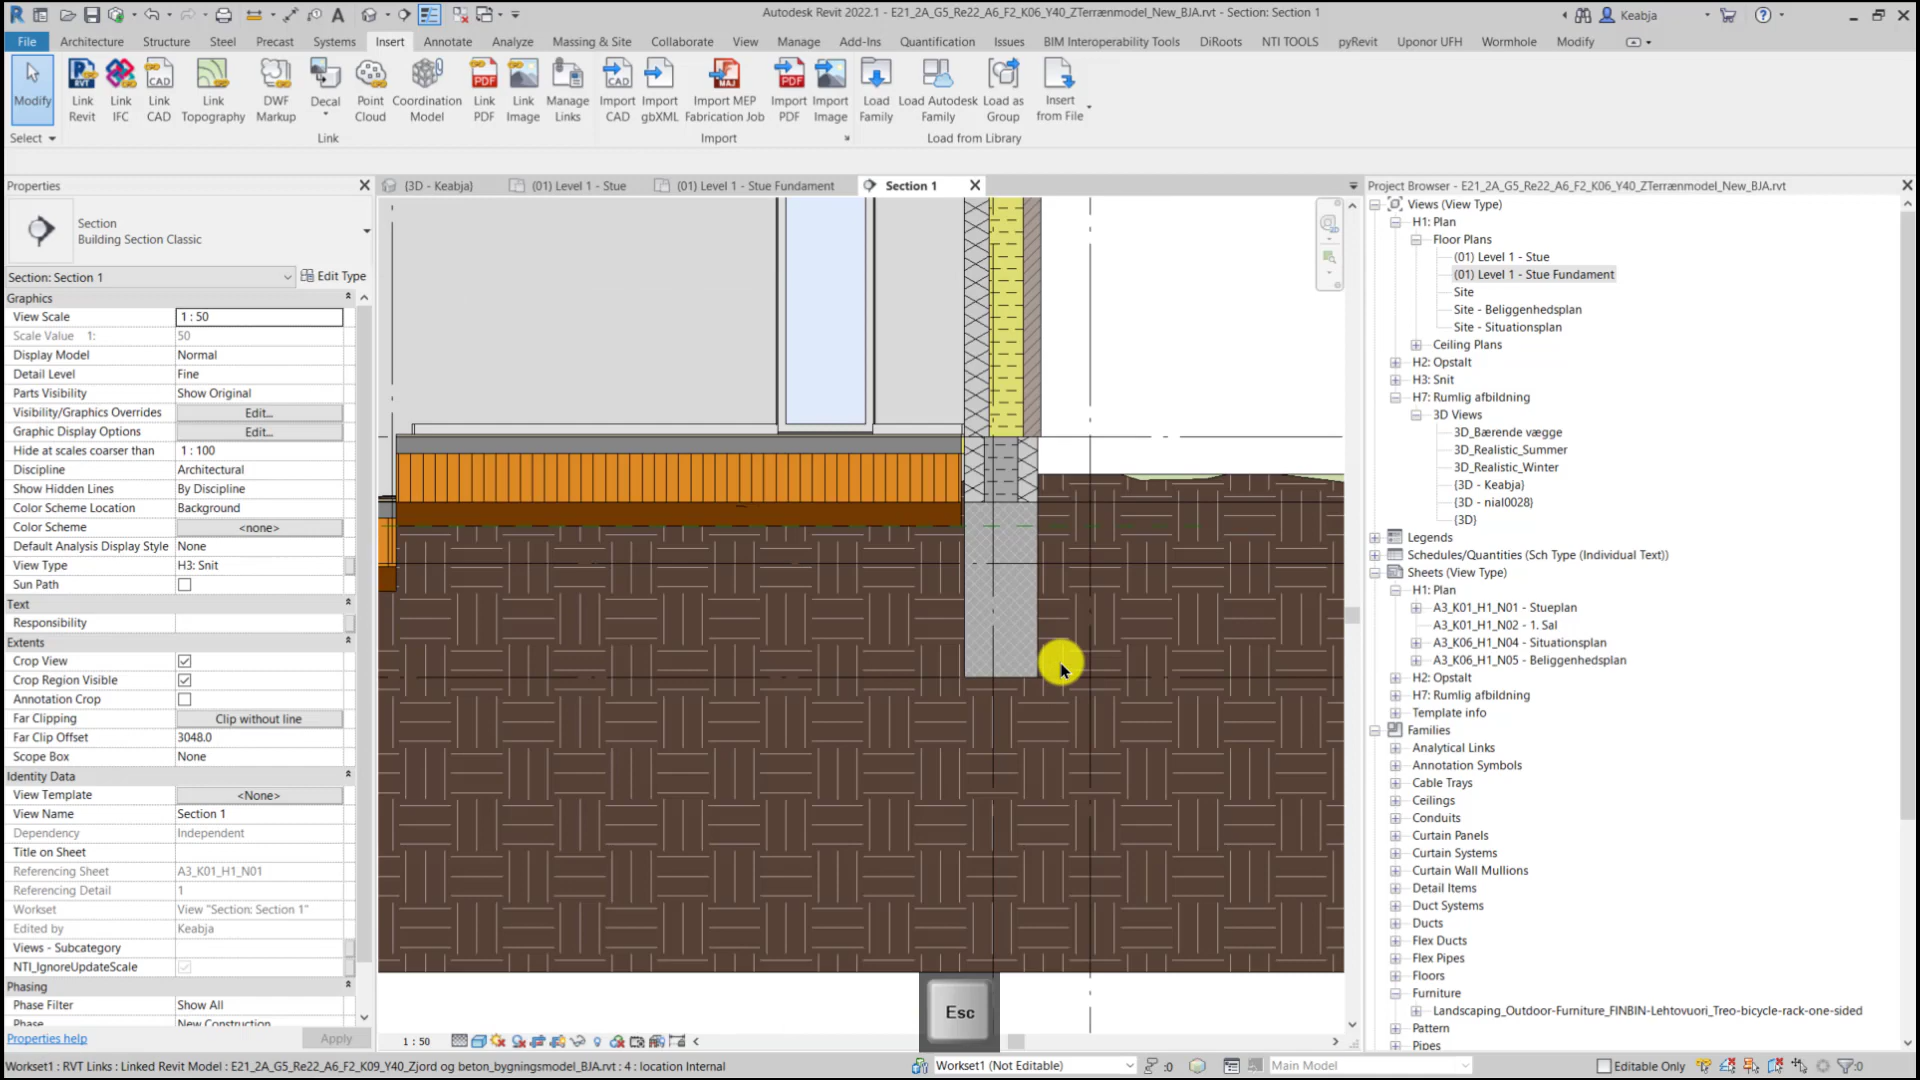 Autodesk Revit 2022.1 - E21_2A_G5_Re22_A6_F2_K06_Y40_ZTerrænmodel_New_BJA.rvt - Section: Section 1
Keabja
File Architecture Structure Steel Precast Systems Insert Annotate Analyze Massing & Site Collaborate View Manage Add-Ins Quantification Issues BIM Interoperability Tools DiRoots NTI TOOLS pyRevit Uponor UFH Wormhole Modify
Modify
Link Revit
Link IFC
Link CAD
Link Topography
DWF Markup
Decal
Point Cloud
Coordination Model
Link PDF
Link Image
Manage Links
Import CAD
Import gbXML
Import MEP Fabrication Job
Import PDF
Import Image
Load Family
Load Autodesk Family
Load as Group
Insert from File
Select
Link
Import
Load from Library
Properties
Section
Building Section Classic
Section: Section 1
Edit Type
Graphics
View Scale 1 : 50
Scale Value 1: 50
Display Model Normal
Detail Level Fine
Parts Visibility Show Original
Visibility/Graphics Overrides Edit...
Graphic Display Options Edit...
Hide at scales coarser than 1 : 100
Discipline Architectural
Show Hidden Lines By Discipline
Color Scheme Location Background
Color Scheme <none>
Default Analysis Display Style None
View Type H3: Snit
Sun Path
Text
Responsibility
Extents
Crop View
Crop Region Visible
Annotation Crop
Far Clipping Clip without line
Far Clip Offset 3048.0
Scope Box None
Identity Data
View Template <None>
View Name Section 1
Dependency Independent
Title on Sheet
Referencing Sheet A3_K01_H1_N01
Referencing Detail 1
Workset View "Section: Section 1"
Edited by Keabja
Views - Subcategory
NTI_IgnoreUpdateScale
Phasing
Phase Filter Show All
Phase New Construction
Properties help
Apply
{3D - Keabja}
(01) Level 1 - Stue
(01) Level 1 - Stue Fundament
Section 1
Esc
1 : 50
Project Browser - E21_2A_G5_Re22_A6_F2_K06_Y40_ZTerrænmodel_New_BJA.rvt
Views (View Type)
H1: Plan
Floor Plans
(01) Level 1 - Stue
(01) Level 1 - Stue Fundament
Site
Site - Beliggenhedsplan
Site - Situationsplan
Ceiling Plans
H2: Opstalt
H3: Snit
H7: Rumlig afbildning
3D Views
3D_Bærende vægge
3D_Realistic_Summer
3D_Realistic_Winter
{3D - Keabja}
{3D - nial0028}
{3D}
Legends
Schedules/Quantities (Sch Type (Individual Text))
Sheets (View Type)
H1: Plan
A3_K01_H1_N01 - Stueplan
A3_K01_H1_N02 - 1. Sal
A3_K06_H1_N04 - Situationsplan
A3_K06_H1_N05 - Beliggenhedsplan
H2: Opstalt
H7: Rumlig afbildning
Template info
Families
Analytical Links
Annotation Symbols
Cable Trays
Ceilings
Conduits
Curtain Panels
Curtain Systems
Curtain Wall Mullions
Detail Items
Duct Systems
Ducts
Flex Ducts
Flex Pipes
Floors
Furniture
Landscaping_Outdoor-Furniture_FINBIN-Lehtovuori_Treo-bicycle-rack-one-sided
Pattern
Pipes
Workset1 : RVT Links : Linked Revit Model : E21_2A_G5_Re22_A6_F2_K09_Y40_Zjord og beton_bygningsmodel_BJA.rvt : 4 : location Internal
Workset1 (Not Editable)
:0
Main Model
Editable Only
:0